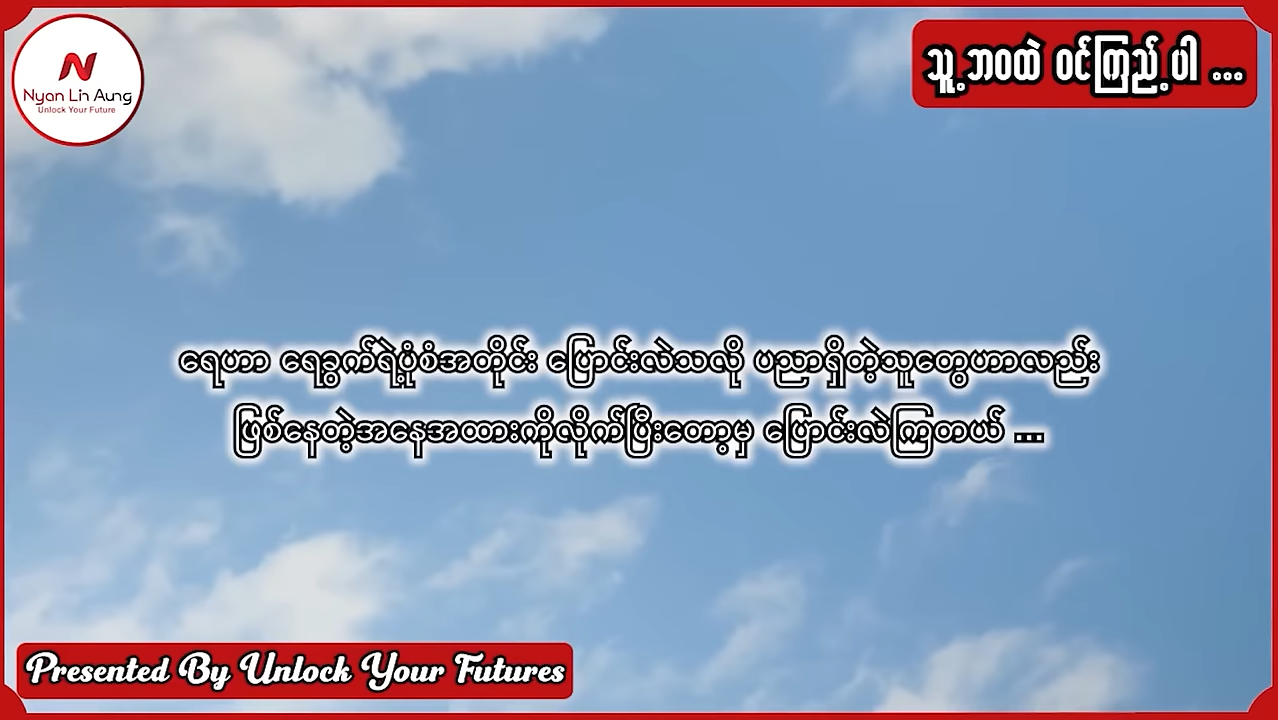 Nyan Lin Aung
Unlock Your Future
သူ့ဘဝထဲ ဝင်ကြည့်ပါ ...
ရေဟာ ရေခွက်ရဲ့ပုံစံအတိုင်း ပြောင်းလဲသလို ပညာရှိတဲ့သူတွေဟာလည်း
ဖြစ်နေတဲ့အနေအထားကိုလိုက်ပြီးတော့မှ ပြောင်းလဲကြတယ် ...
Presented By Unlock Your Futures